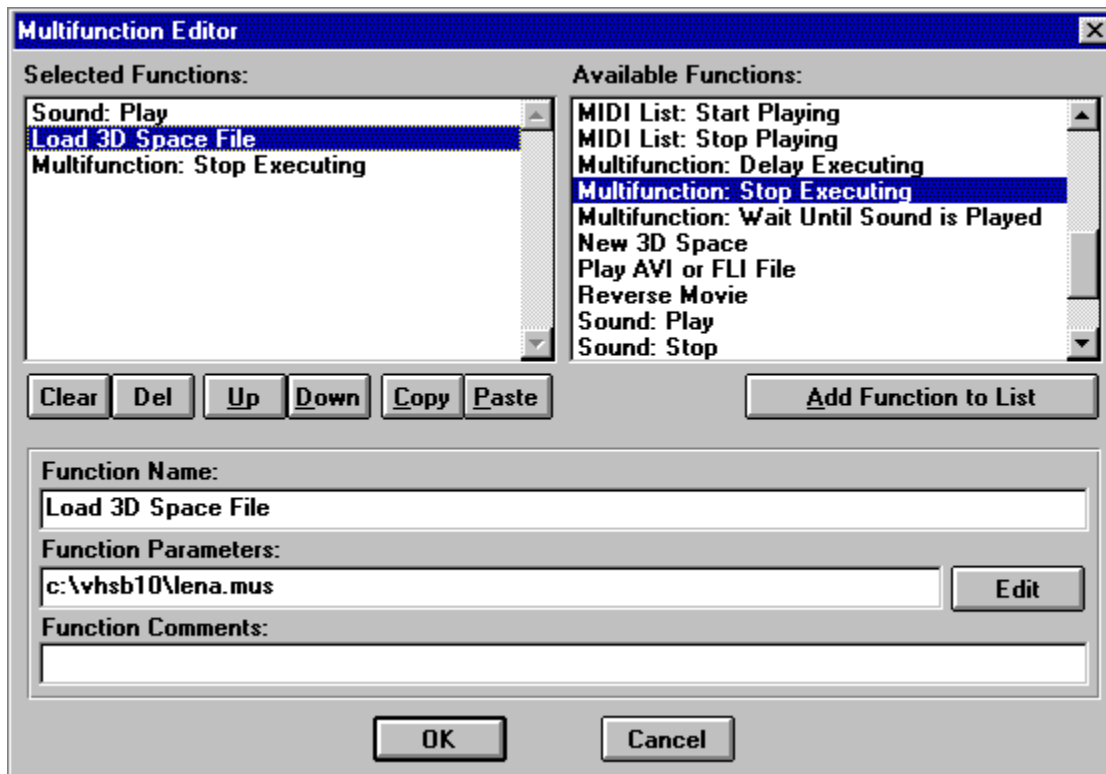 Multifunction Editor
Selected Functions:
Sound: Play
Load 3D Space File
Multifunction: Stop Executing
Available Functions:
MIDI List: Start Playing
MIDI List: Stop Playing
Multifunction: Delay Executing
Multifunction: Stop Executing
Multifunction: Wait Until Sound is Played
New 3D Space
Play AVI or FLI File
Reverse Movie
Sound: Play
Sound: Stop
Clear Del Up Down Copy Paste
Add Function to List
Function Name:
Load 3D Space File
Function Parameters:
c:\vhsb10\lena.mus
Edit
Function Comments:
OK Cancel